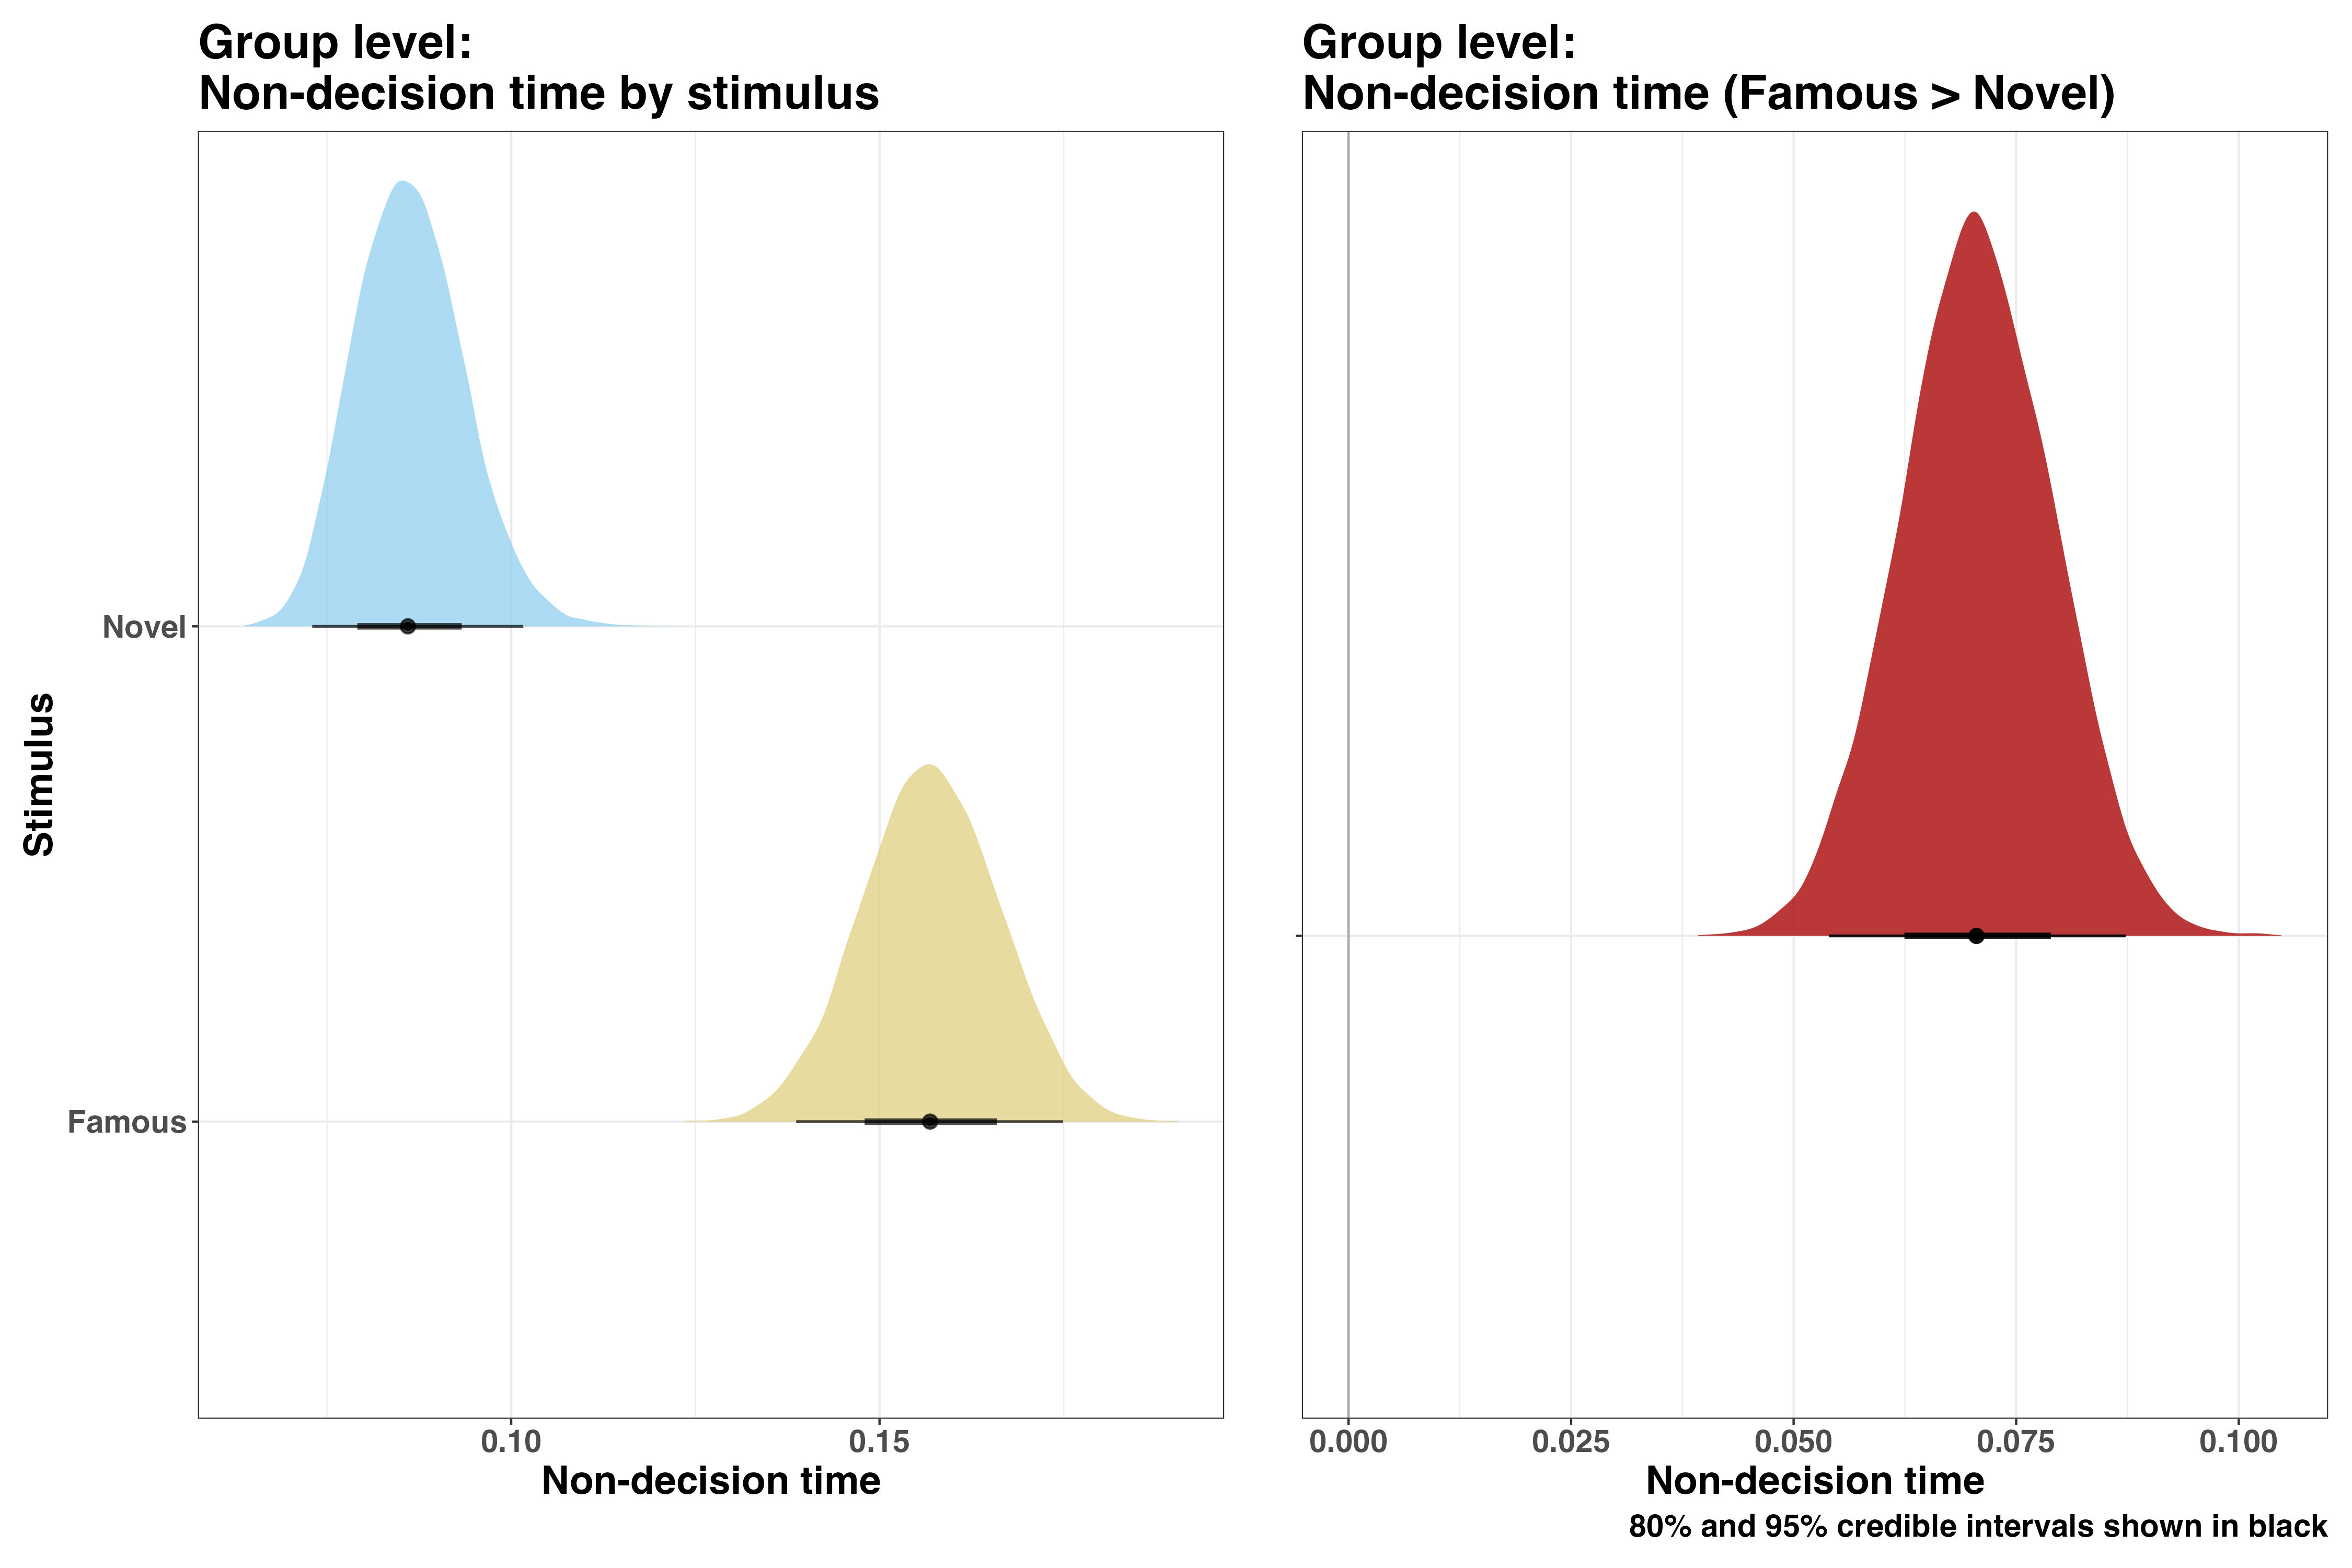 Group level:
Non-decision time by stimulus
Stimulus
Novel
Famous
0.10
0.15
Non-decision time
Group level:
Non-decision time (Famous > Novel)
0.000
0.025
0.050
0.075
0.100
Non-decision time
80% and 95% credible intervals shown in black